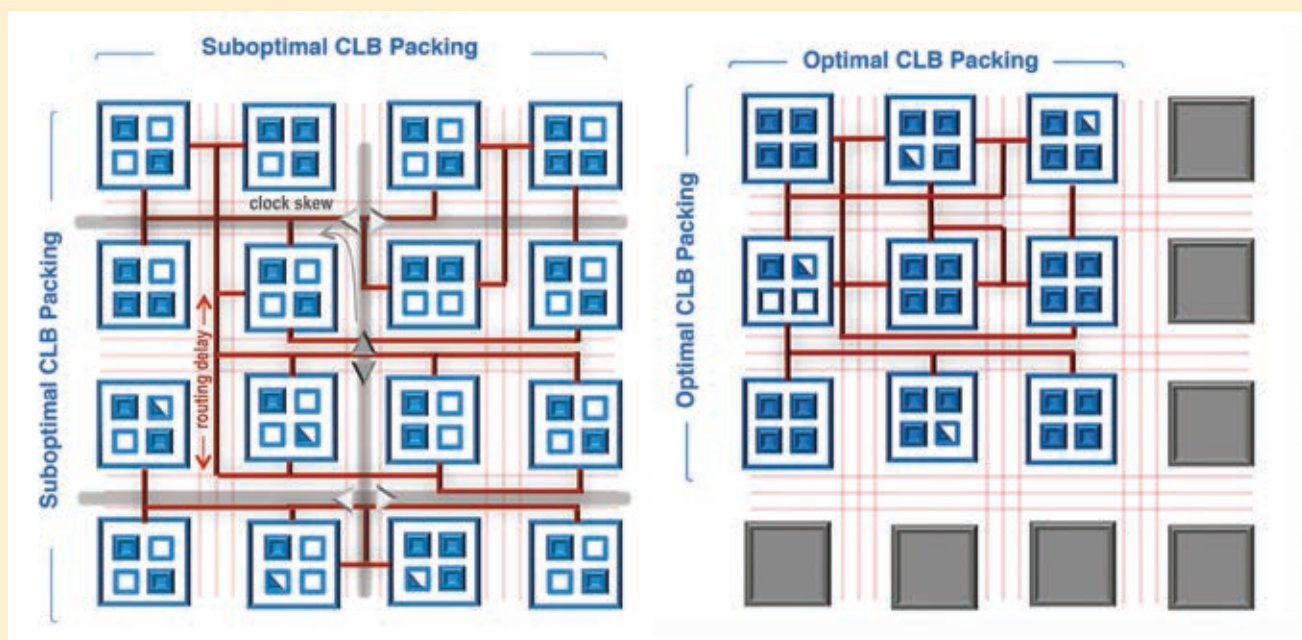 Suboptimal CLB Packing
Suboptimal CLB Packing
clock skew
routing delay
Optimal CLB Packing
Optimal CLB Packing